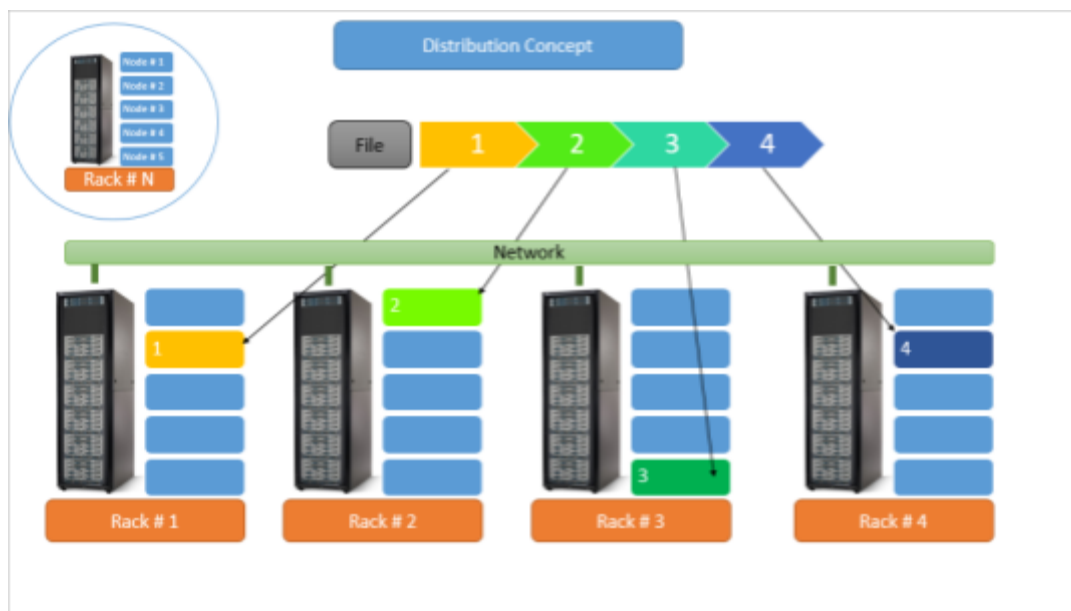 Distribution Concept
Node # 1
Node # 2
Node # 3
Node # 4
Node # 5
Rack # N
File
1
2
3
4
Network
1
2
3
4
Rack # 1
Rack # 2
Rack # 3
Rack # 4